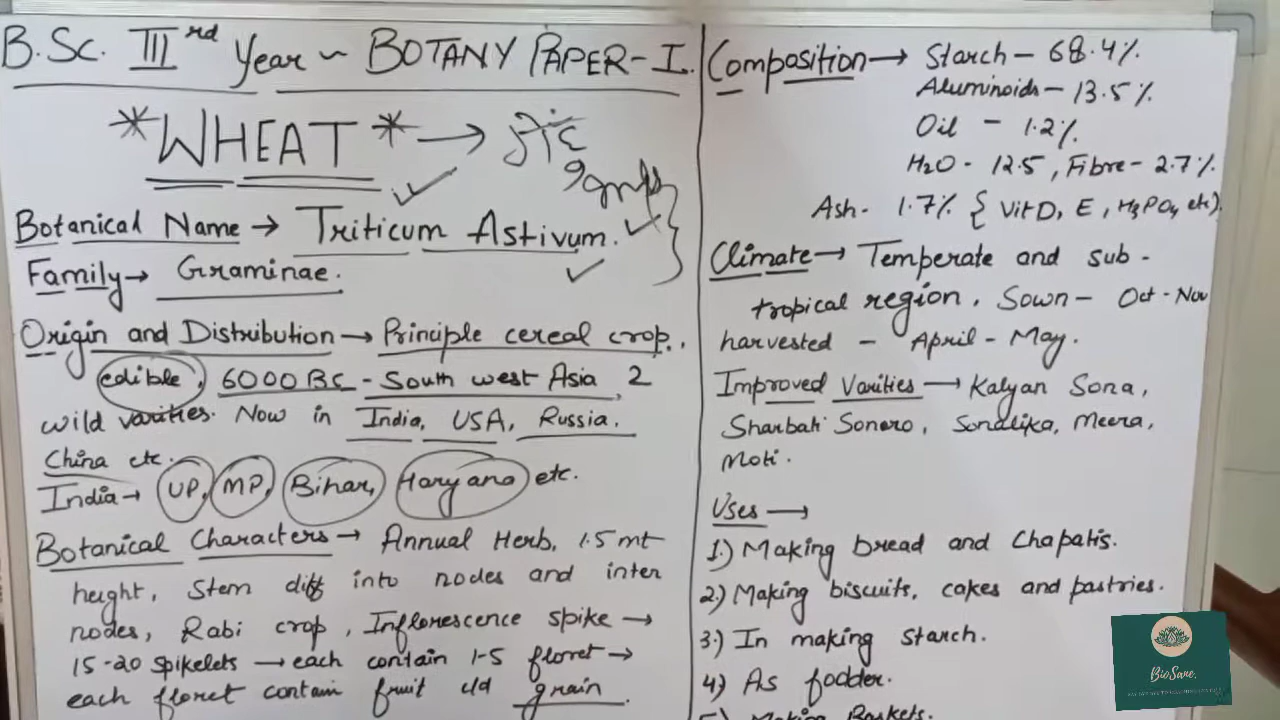 B.Sc. IIIrd Year ~ BOTANY PAPER-I.
*WHEAT* → गेहूँ
Botanical Name → Triticum Astivum.
Family → Graminae.
Origin and Distribution → Principle cereal crop,
edible, 6000 BC - South west Asia, 2
wild varities. Now in India, USA, Russia,
China etc.
India → UP, MP, Bihar, Haryana etc.
Botanical Characters → Annual Herb, 1.5 mt
height, Stem diff into nodes and inter
nodes, Rabi crop, Inflorescence spike →
15-20 spikelets → each contain 1-5 floret →
each floret contain fruit c/d grain.
Composition → Starch - 68.4%.
Aluminoids - 13.5%.
Oil - 1.2%.
H2O - 12.5, Fibre - 2.7%.
Ash - 1.7% { Vit D, E, H3PO4 etc}.
Climate → Temperate and sub-
tropical region. Sown - Oct-Nov
harvested - April - May.
Improved Varities → Kalyan Sona,
Sharbati Sonaro, Sonalika, Meera,
Moti.
Uses →
1.) Making bread and chapatis.
2.) Making biscuits, cakes and pastries.
3.) In making starch.
4.) As fodder.
5.) Making Baskets.
BioSane.